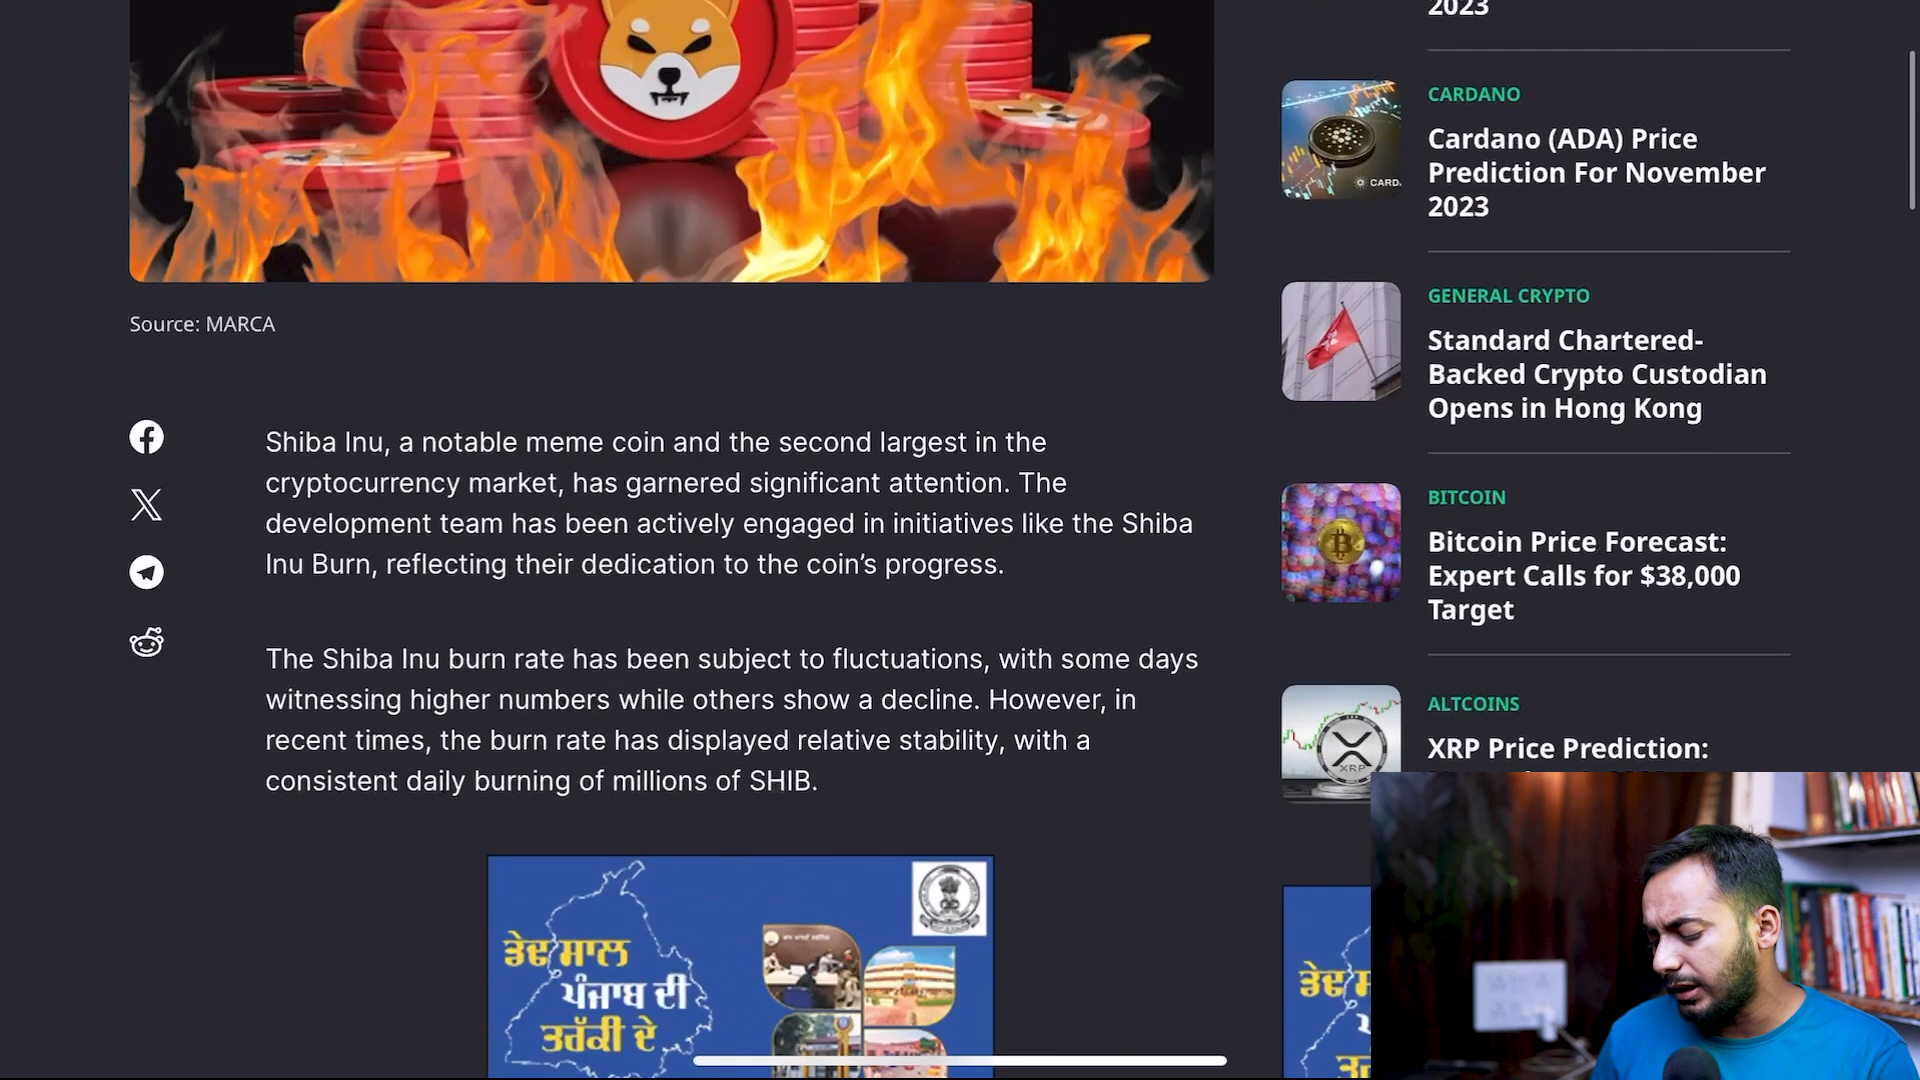 Source: MARCA
Shiba Inu, a notable meme coin and the second largest in the
cryptocurrency market, has garnered significant attention. The
development team has been actively engaged in initiatives like the Shiba
Inu Burn, reflecting their dedication to the coin’s progress.
The Shiba Inu burn rate has been subject to fluctuations, with some days
witnessing higher numbers while others show a decline. However, in
recent times, the burn rate has displayed relative stability, with a
consistent daily burning of millions of SHIB.
ਡੇਢ ਸਾਲ
ਪੰਜਾਬ ਦੀ
ਤਰੱਕੀ ਦੇ
2023
CARDANO
Cardano (ADA) Price
Prediction For November
2023
CARD
GENERAL CRYPTO
Standard Chartered-
Backed Crypto Custodian
Opens in Hong Kong
BITCOIN
Bitcoin Price Forecast:
Expert Calls for $38,000
Target
ALTCOINS
XRP Price Prediction:
XRP
ਡੇਢ